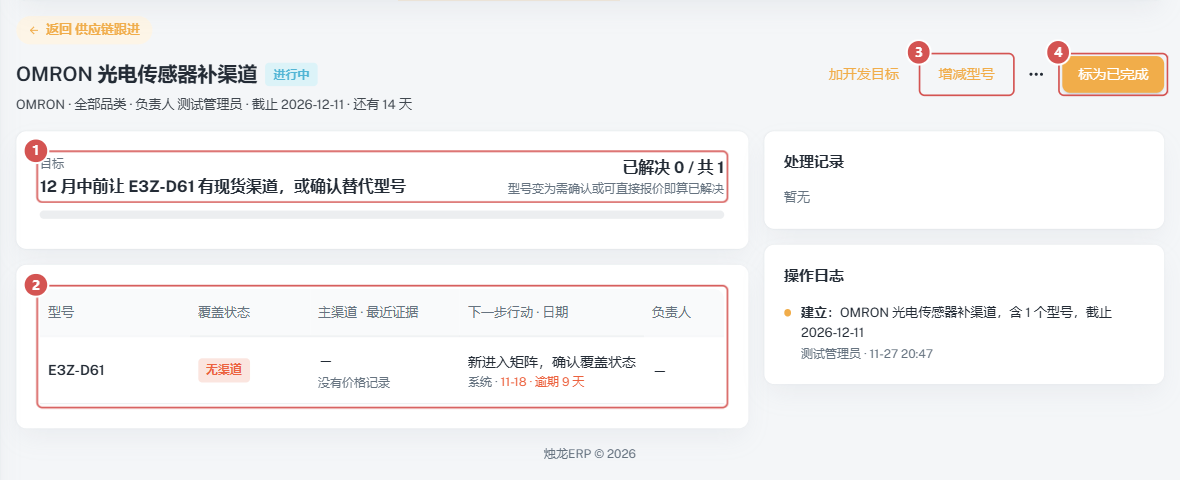 ← 返回 供应链跟进
OMRON 光电传感器补渠道 进行中
OMRON · 全部品类 · 负责人 测试管理员 · 截止 2026-12-11 · 还有 14 天
加开发目标
3
增减型号
•••
4
标为已完成
1
目标
12 月中前让 E3Z-D61 有现货渠道，或确认替代型号
已解决 0 / 共 1
型号变为需确认或可直接报价即算已解决
2
型号 覆盖状态 主渠道 · 最近证据 下一步行动 · 日期 负责人
E3Z-D61 无渠道 — 新进入矩阵，确认覆盖状态 —
没有价格记录 系统 · 11-18 · 逾期 9 天
处理记录
暂无
操作日志
建立：OMRON 光电传感器补渠道，含 1 个型号，截止
2026-12-11
测试管理员 · 11-27 20:47
烛龙ERP © 2026